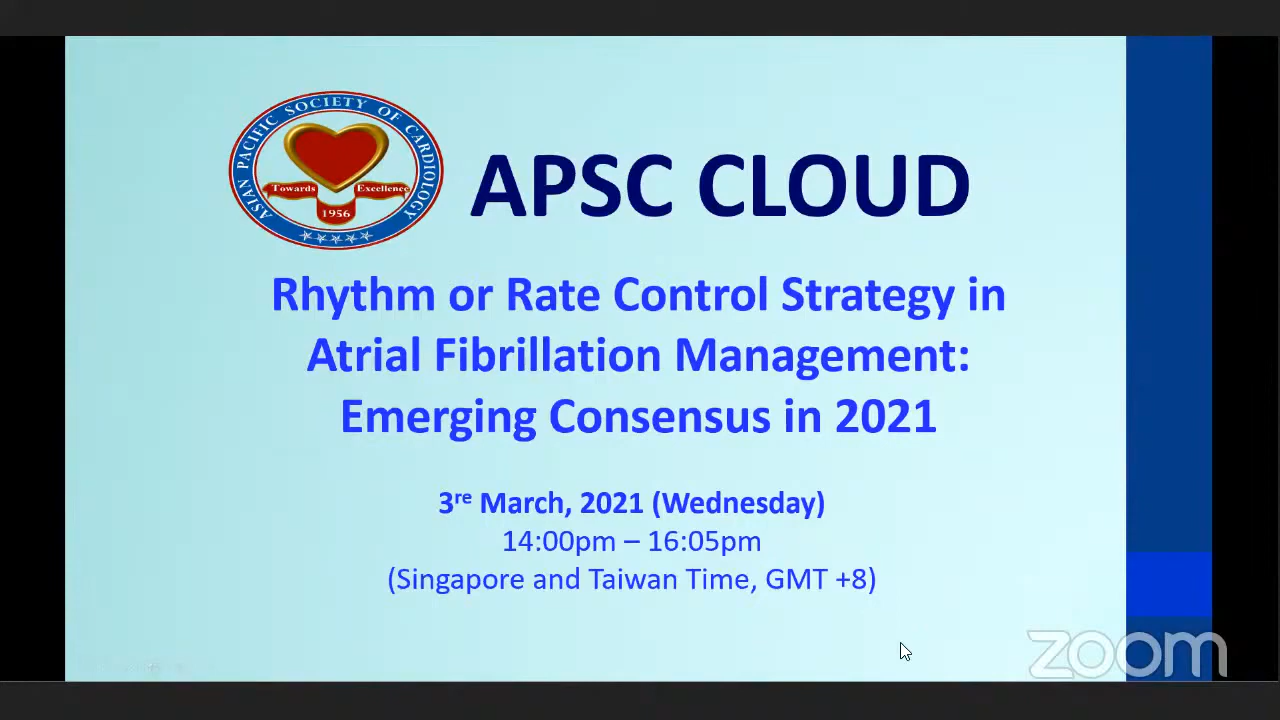 ASIAN PACIFIC SOCIETY OF CARDIOLOGY
Towards Excellence
1956
APSC CLOUD
Rhythm or Rate Control Strategy in
Atrial Fibrillation Management:
Emerging Consensus in 2021
3re March, 2021 (Wednesday)
14:00pm – 16:05pm
(Singapore and Taiwan Time, GMT +8)
zoom